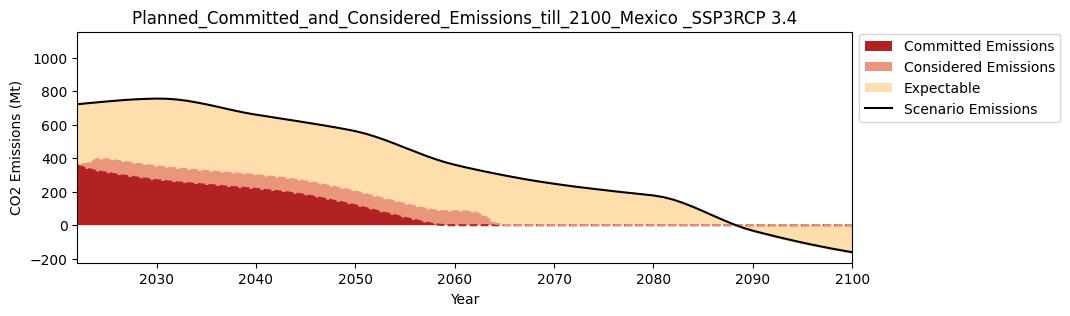 Planned_Committed_and_Considered_Emissions_till_2100_Mexico _SSP3RCP 3.4
Committed Emissions
Considered Emissions
Expectable
Scenario Emissions
CO2 Emissions (Mt)
1000
800
600
400
200
0
−200
2030 2040 2050 2060 2070 2080 2090 2100
Year